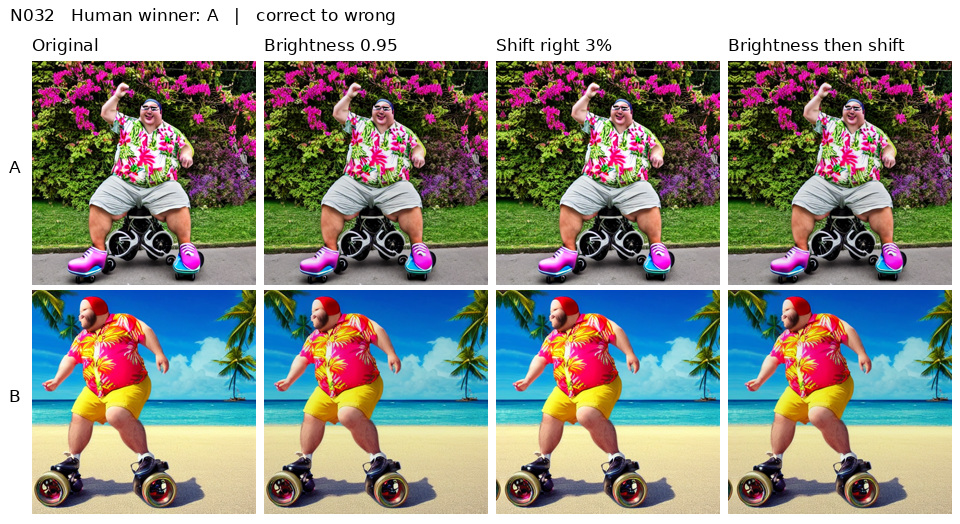 N032   Human winner: A   |   correct to wrong
Original
Brightness 0.95
Shift right 3%
Brightness then shift
A
B